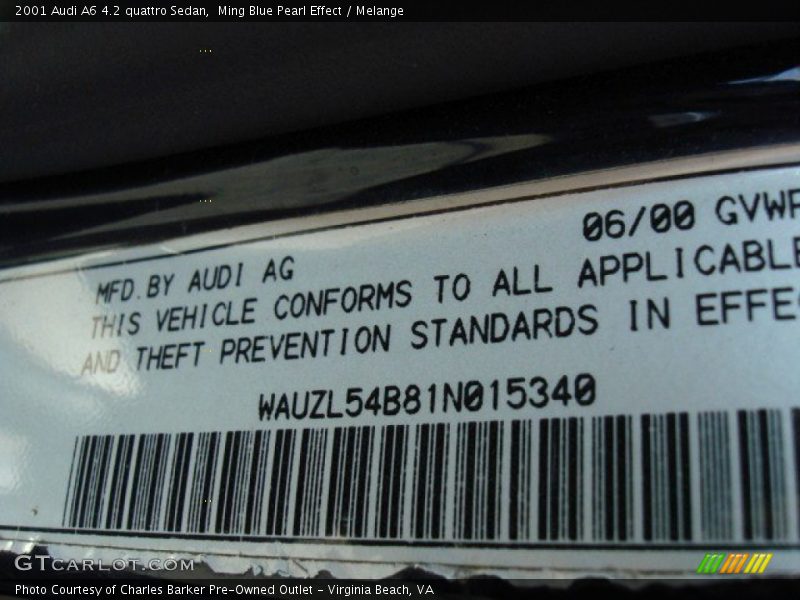 2001 Audi A6 4.2 quattro Sedan,  Ming Blue Pearl Effect / Melange
06/00 GVWR
MFD.BY AUDI AG
THIS VEHICLE CONFORMS TO ALL APPLICABLE
AND THEFT PREVENTION STANDARDS IN EFFEC
WAUZL54B81N015340
GTCARLOT.COM
Photo Courtesy of Charles Barker Pre-Owned Outlet - Virginia Beach, VA